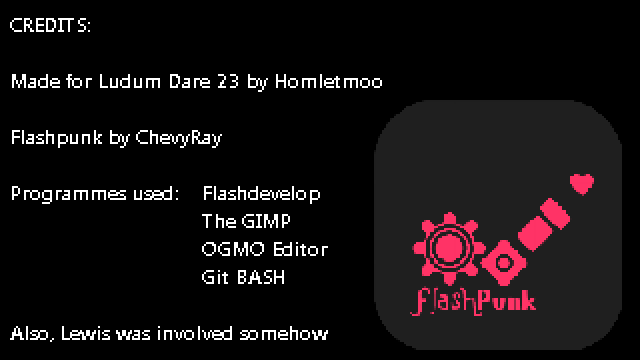 CREDITS:
Made for Ludum Dare 23 by Homletmoo
Flashpunk by ChevyRay
Programmes used: Flashdevelop
The GIMP
OGMO Editor
Git BASH
FlashPunk
Also, Lewis was involved somehow